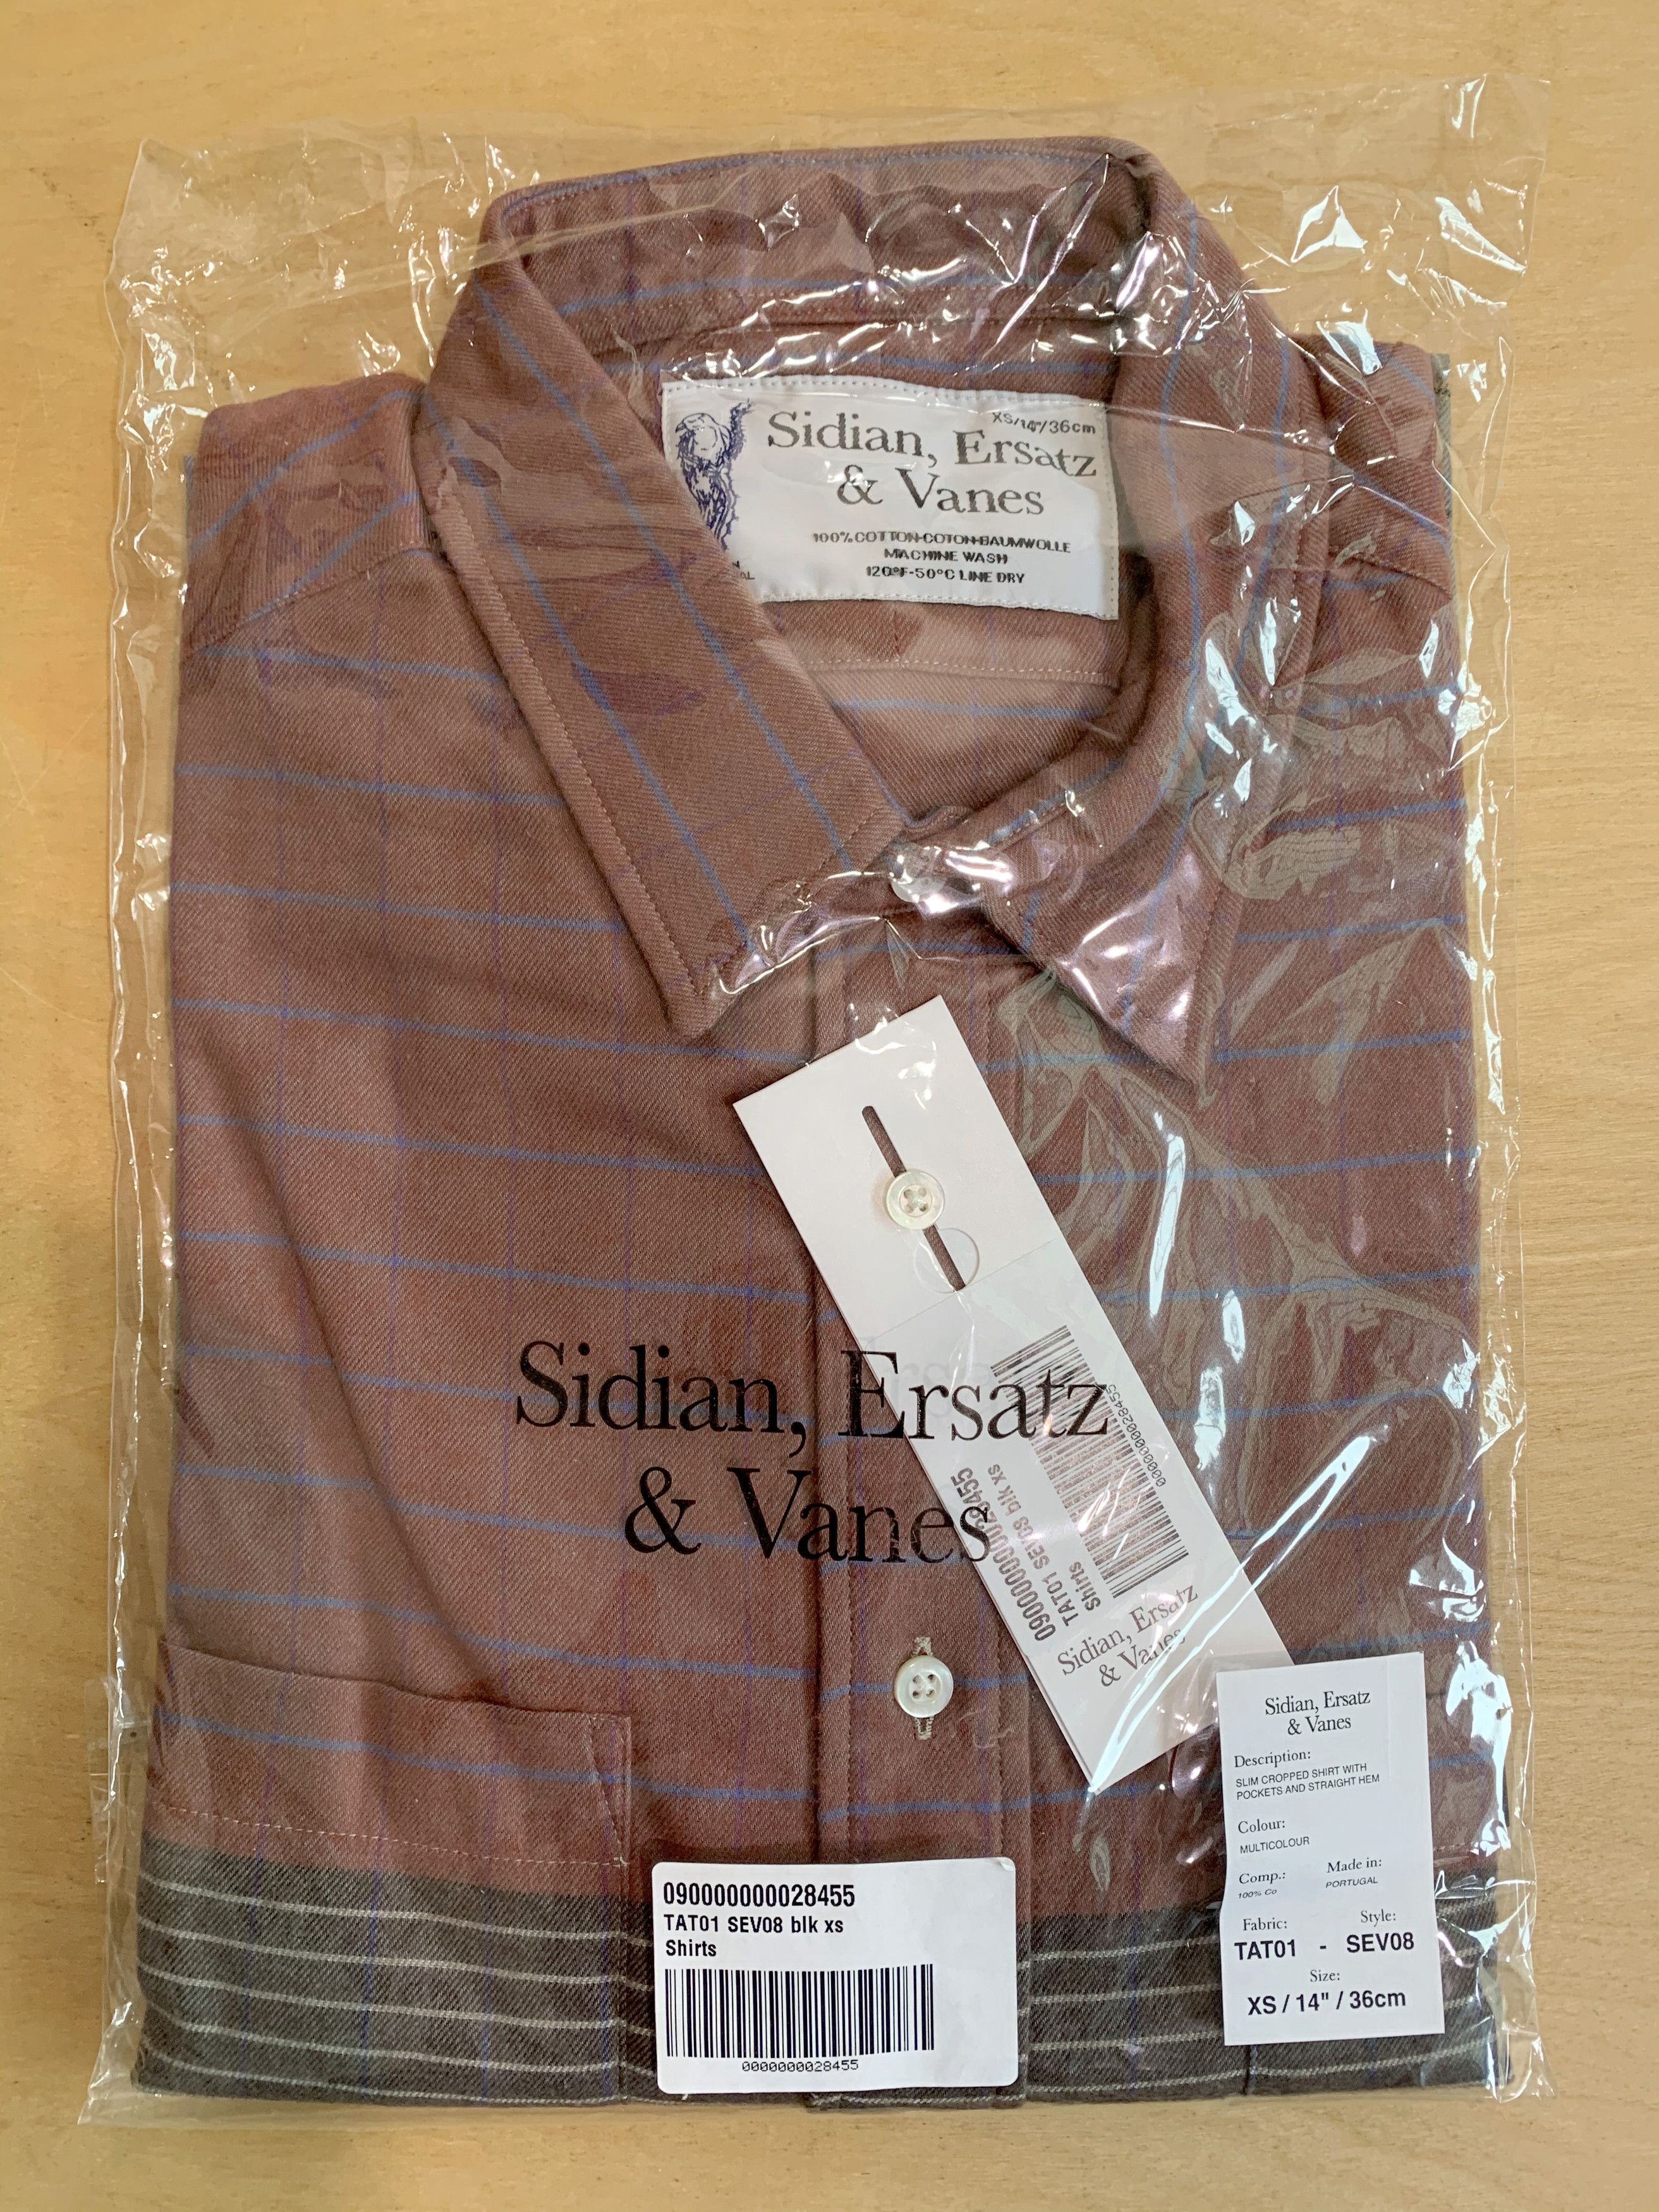 XS/14"/36cm
Sidian, Ersatz
& Vanes
100% COTTON-COTON-BAUMWOLLE
MACHINE WASH
120°F-50°C LINE DRY
Sidian, Ersatz
& Vanes
0000000028455
090000000028455
TAT01 SEV08 blk xs
Shirts
Sidian, Ersatz
& Vanes
Sidian, Ersatz
& Vanes
Description:
SLIM CROPPED SHIRT WITH
POCKETS AND STRAIGHT HEM
Colour:
MULTICOLOUR
Comp.: Made in:
100% Co PORTUGAL
Fabric: Style:
TAT01 - SEV08
Size:
XS / 14" / 36cm
090000000028455
TAT01 SEV08 blk xs
Shirts
0000000028455